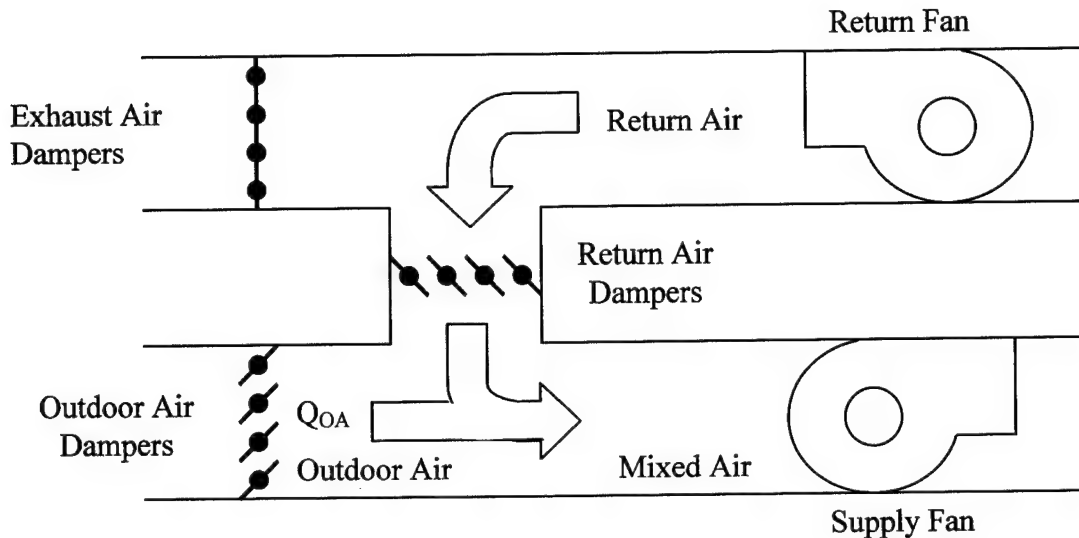 Return Fan
Exhaust Air
Dampers
Return Air
Return Air
Dampers
Outdoor Air
Dampers
QOA
Outdoor Air
Mixed Air
Supply Fan